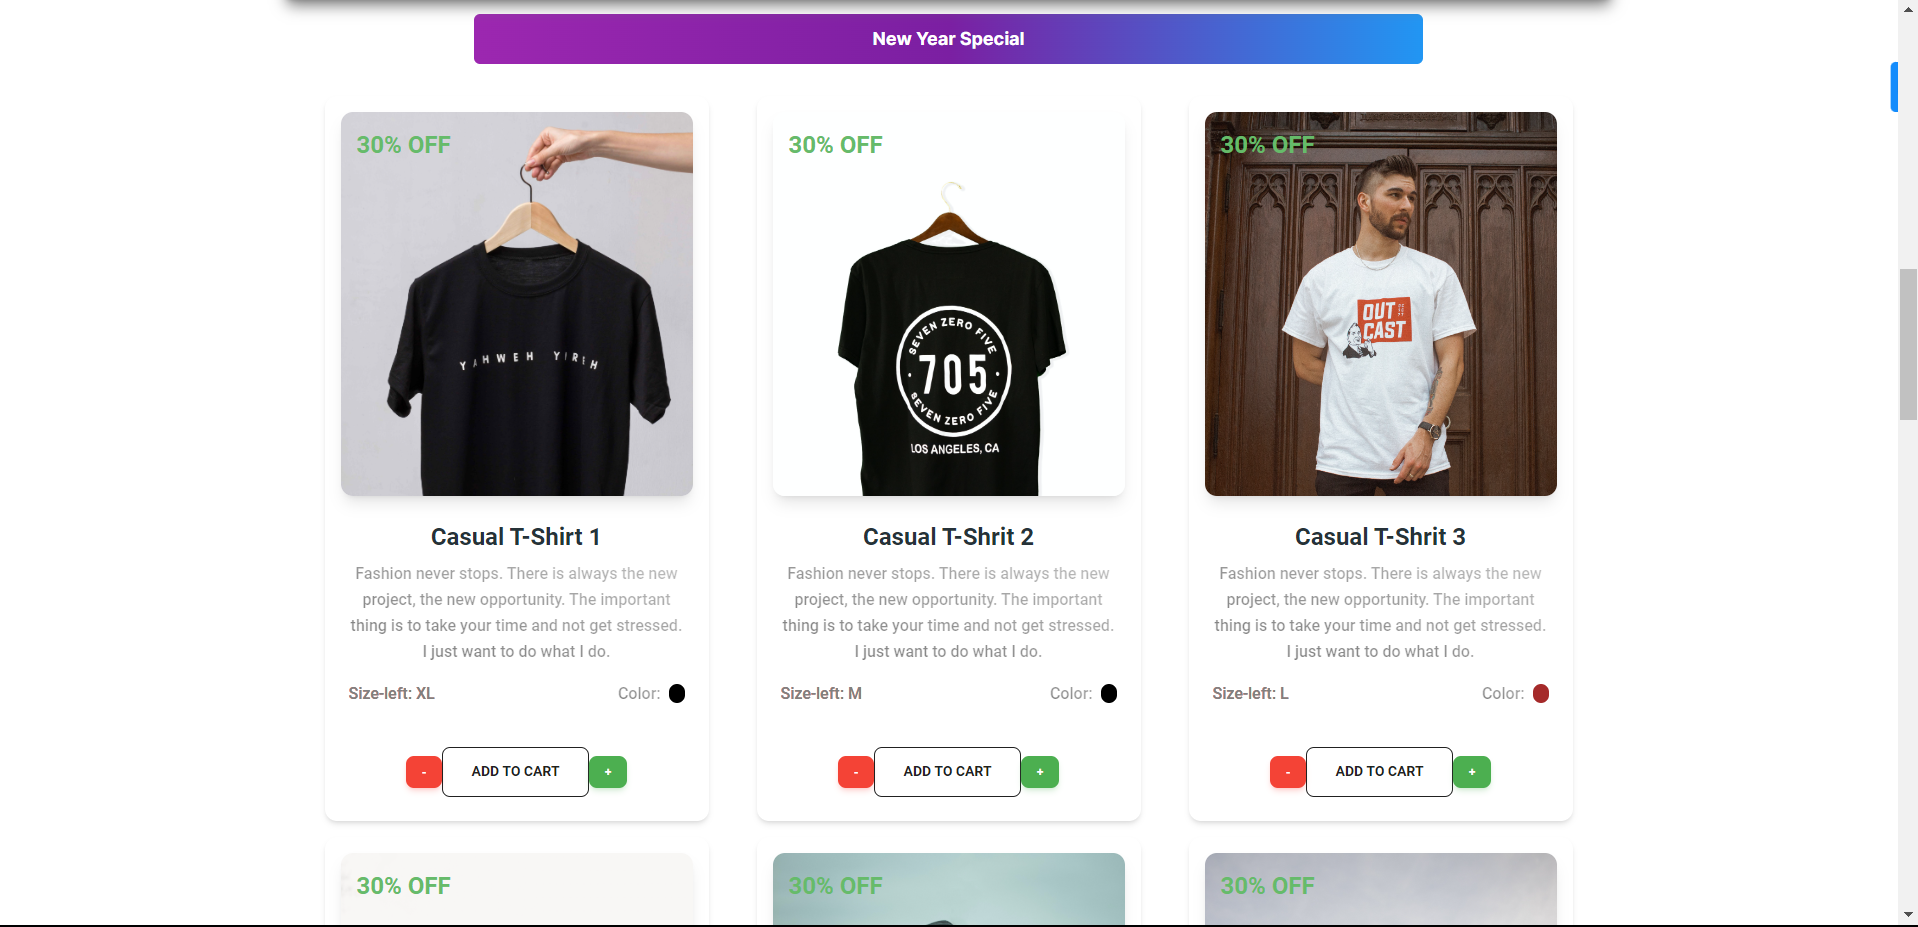 New Year Special
30% OFF
YAHWEH YIREH
Casual T-Shirt 1
Fashion never stops. There is always the new
project, the new opportunity. The important
thing is to take your time and not get stressed.
I just want to do what I do.
Size-left: XL
Color:
-
ADD TO CART
+
30% OFF
SEVEN ZERO FIVE
705
SEVEN ZERO FIVE
LOS ANGELES, CA
Casual T-Shrit 2
Fashion never stops. There is always the new
project, the new opportunity. The important
thing is to take your time and not get stressed.
I just want to do what I do.
Size-left: M
Color:
-
ADD TO CART
+
30% OFF
OUT
CAST
Casual T-Shrit 3
Fashion never stops. There is always the new
project, the new opportunity. The important
thing is to take your time and not get stressed.
I just want to do what I do.
Size-left: L
Color:
-
ADD TO CART
+
30% OFF
30% OFF
30% OFF